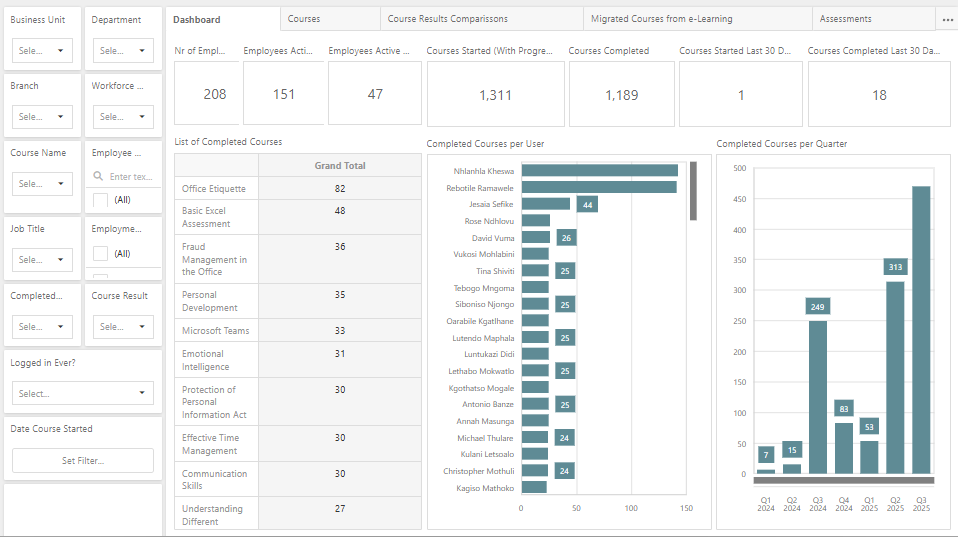 Business Unit
Sele...
Department
Sele...
Branch
Sele...
Workforce ...
Sele...
Course Name
Sele...
Employee ...
Enter tex...
(All)
Job Title
Sele...
Employme...
(All)
Completed...
Sele...
Course Result
Sele...
Logged in Ever?
Select...
Date Course Started
Set Filter...
Dashboard
Courses
Course Results Comparissons
Migrated Courses from e-Learning
Assessments
...
Nr of Empl...
208
Employees Acti...
151
Employees Active ...
47
Courses Started (With Progre...
1,311
Courses Completed
1,189
Courses Started Last 30 D...
1
Courses Completed Last 30 Da...
18
List of Completed Courses
Grand Total
Office Etiquette 82
Basic Excel 48
Assessment
Fraud 36
Management in
the Office
Personal 35
Development
Microsoft Teams 33
Emotional 31
Intelligence
Protection of 30
Personal
Information Act
Effective Time 30
Management
Communication 30
Skills
Understanding 27
Different
Completed Courses per User
Nhlanhla Kheswa
Rebotile Ramawele
Jesaia Sefike 44
Rose Ndhlovu
David Vuma 26
Vukosi Mohlabini
Tina Shiviti 25
Tebogo Mngoma
Siboniso Njongo 25
Oarabile Kgatlhane
Lutendo Maphala 25
Luntukazi Didi
Lethabo Mokwatlo 25
Kgothatso Mogale
Antonio Banze 25
Annah Masunga
Michael Thulare 24
Kulani Letsoalo
Christopher Mothuli 24
Kagiso Mathoko
0 50 100 150
Completed Courses per Quarter
500
450
400
350
300
250
200
150
100
50
0
7
15
249
83
53
313
Q1 Q2 Q3 Q4 Q1 Q2 Q3
2024 2024 2024 2024 2025 2025 2025